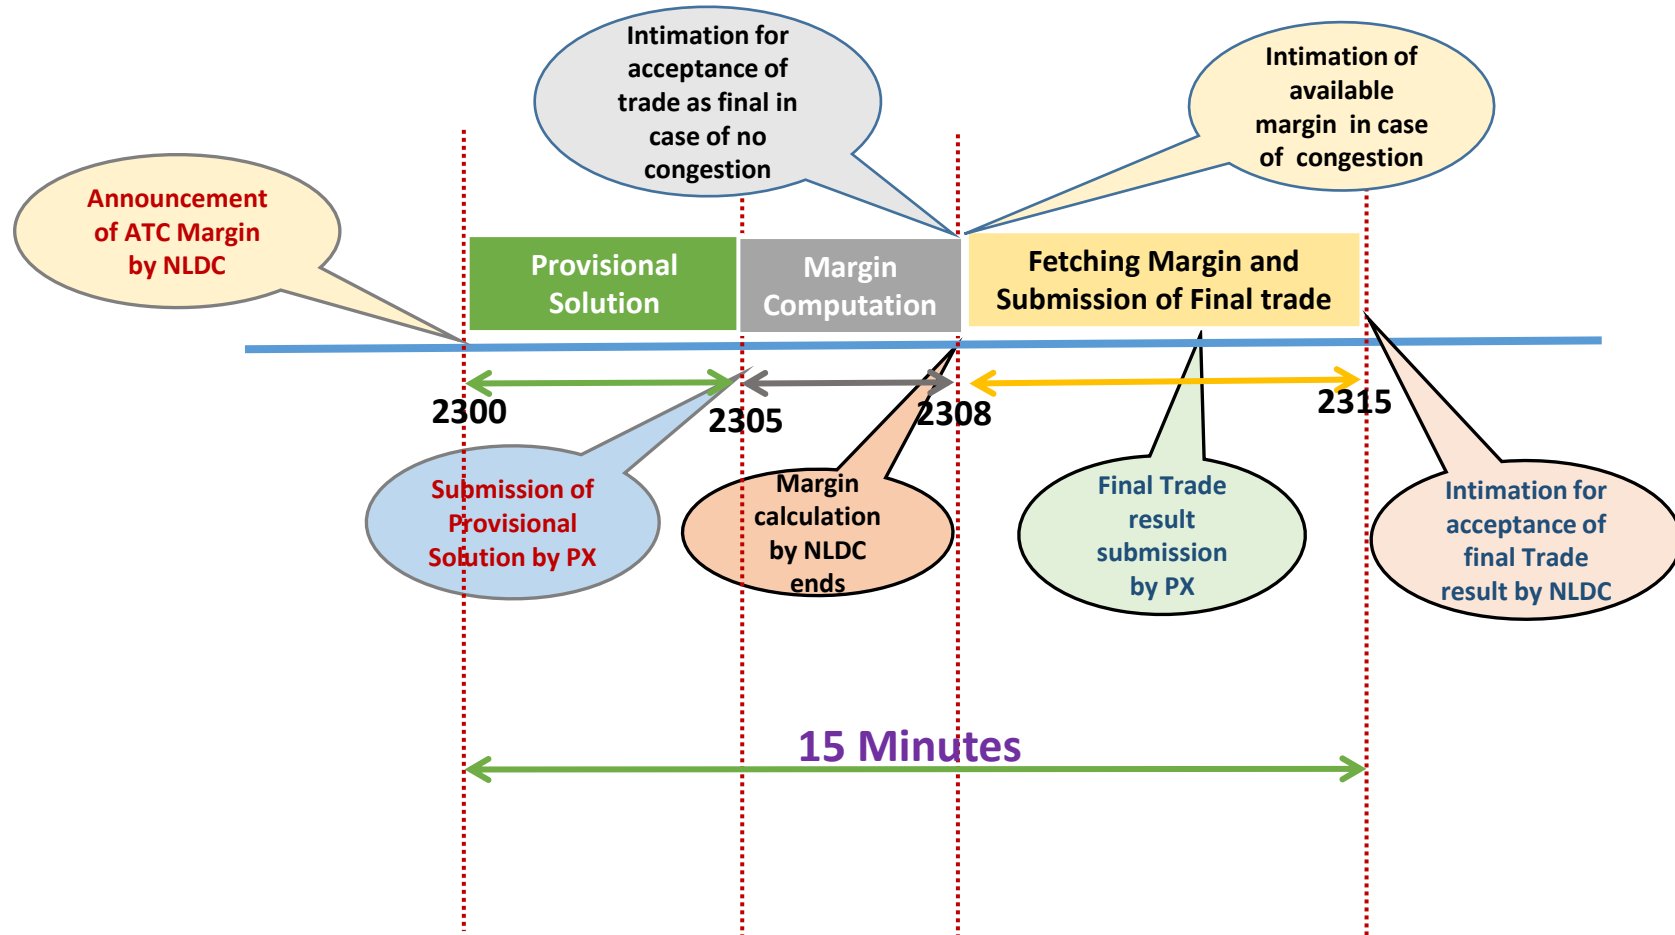 Intimation for
acceptance of
trade as final in
case of no
congestion
Intimation of
available
margin in case
of congestion
Announcement
of ATC Margin
by NLDC
Provisional
Solution
Margin
Computation
Fetching Margin and
Submission of Final trade
2300
2305
2308
2315
Submission of
Provisional
Solution by PX
Margin
calculation
by NLDC
ends
Final Trade
result
submission
by PX
Intimation for
acceptance of
final Trade
result by NLDC
15 Minutes